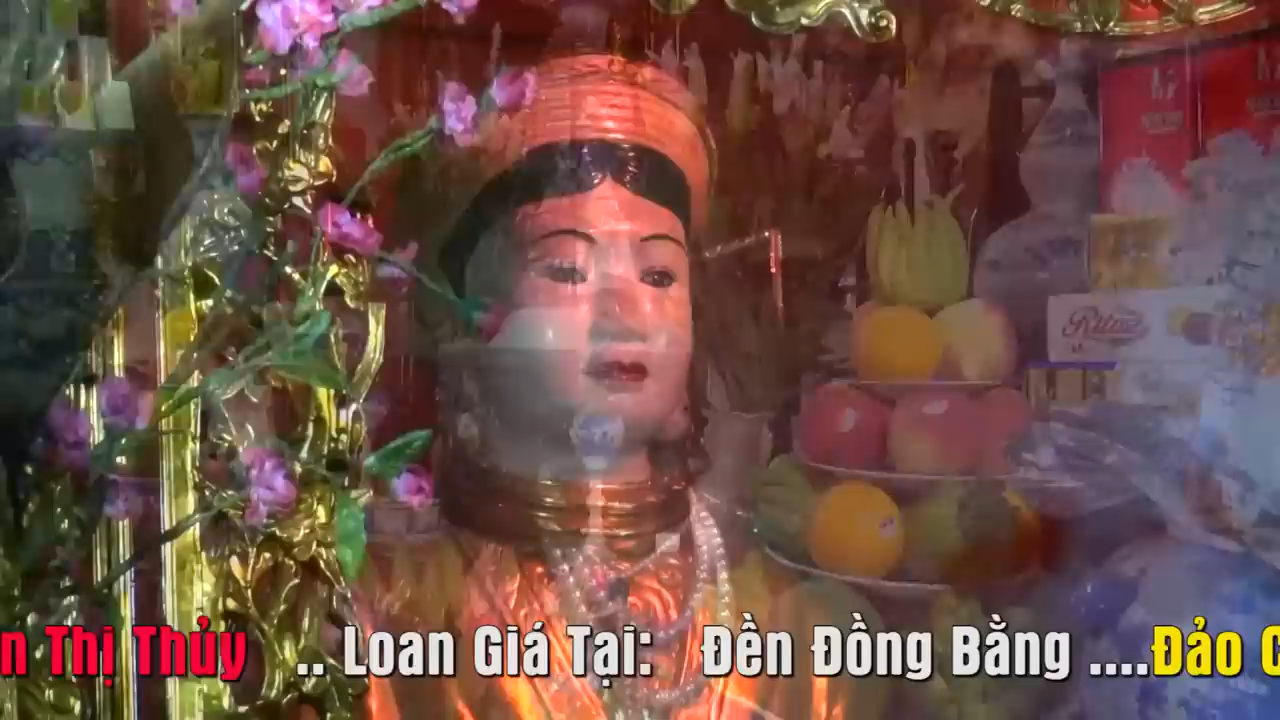 n Thị Thủy .. Loan Giá Tại: Đền Đồng Bằng ....Đảo C